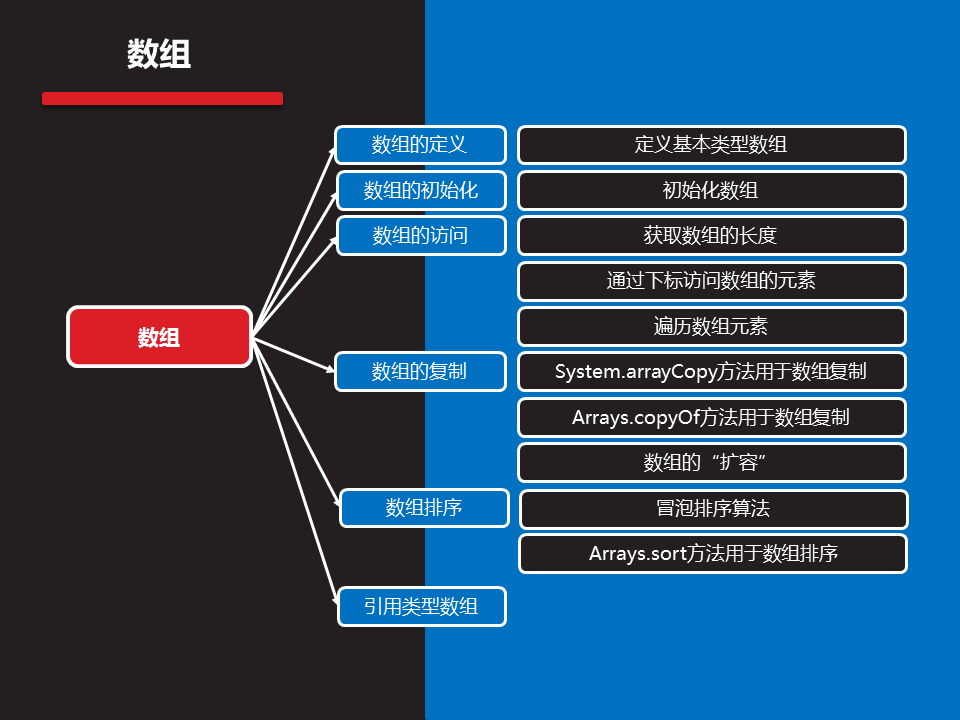 数组
数组
数组的定义
定义基本类型数组
数组的初始化
初始化数组
数组的访问
获取数组的长度
通过下标访问数组的元素
遍历数组元素
数组的复制
System.arrayCopy方法用于数组复制
Arrays.copyOf方法用于数组复制
数组的“扩容”
数组排序
冒泡排序算法
Arrays.sort方法用于数组排序
引用类型数组